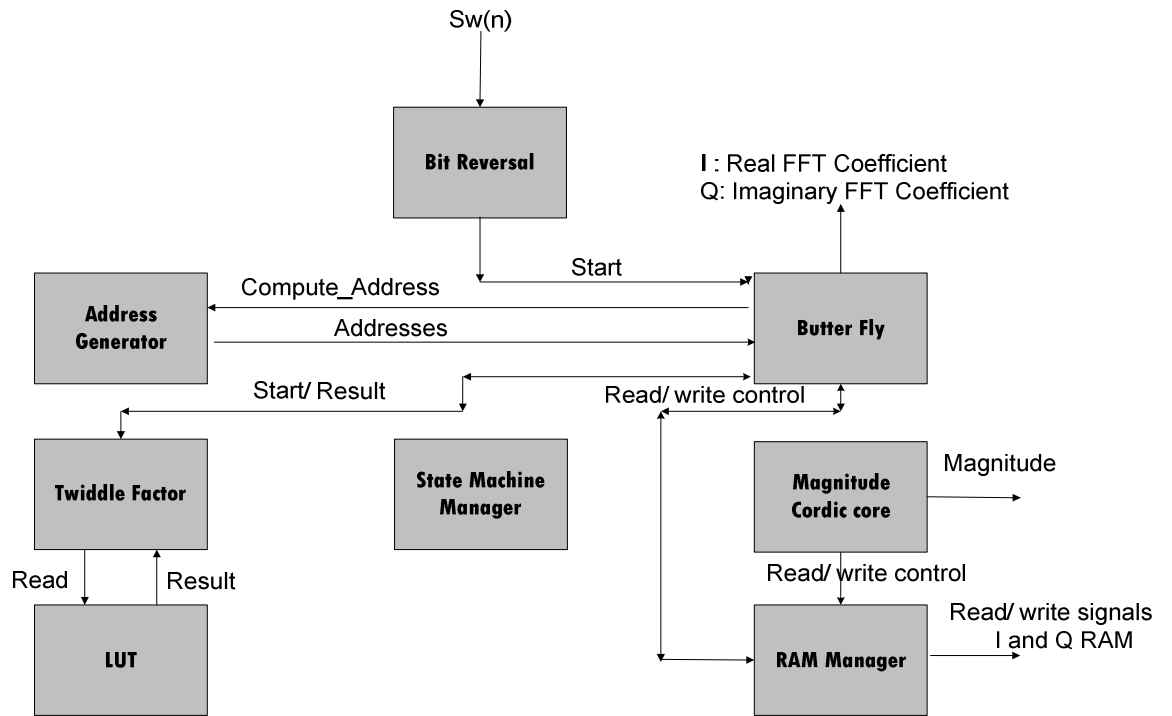 Sw(n)
Bit Reversal
I : Real FFT Coefficient
Q: Imaginary FFT Coefficient
Start
Compute_Address
Address
Generator
Addresses
Butter Fly
Start/ Result
Read/ write control
Twiddle Factor
State Machine
Manager
Magnitude
Cordic core
Magnitude
Read
Result
Read/ write control
LUT
RAM Manager
Read/ write signals
I and Q RAM